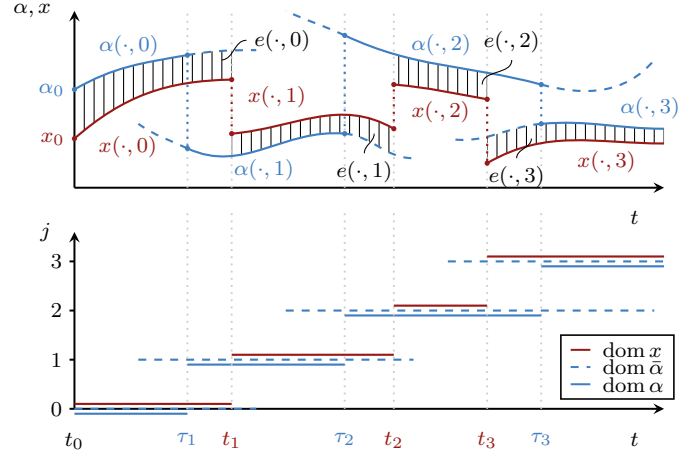 α, x
α(·, 0)
e(·, 0)
α(·, 2)
e(·, 2)
α₀
x(·, 1)
x(·, 2)
α(·, 3)
x₀
x(·, 0)
α(·, 1)
e(·, 1)
e(·, 3)
x(·, 3)
t
j
3
2
1
0
dom x
dom ᾱ
dom α
t₀
τ₁
t₁
τ₂
t₂
t₃
τ₃
t